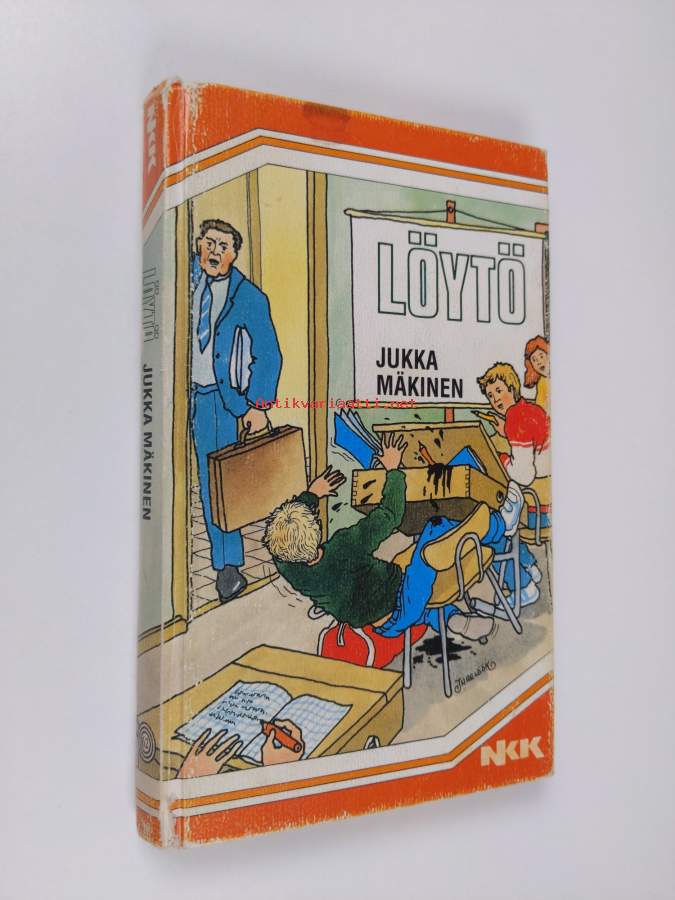 NKK
LÖYTÖ
JUKKA MÄKINEN
LÖYTÖ
JUKKA
MÄKINEN
antikvariaatti.net
NKK